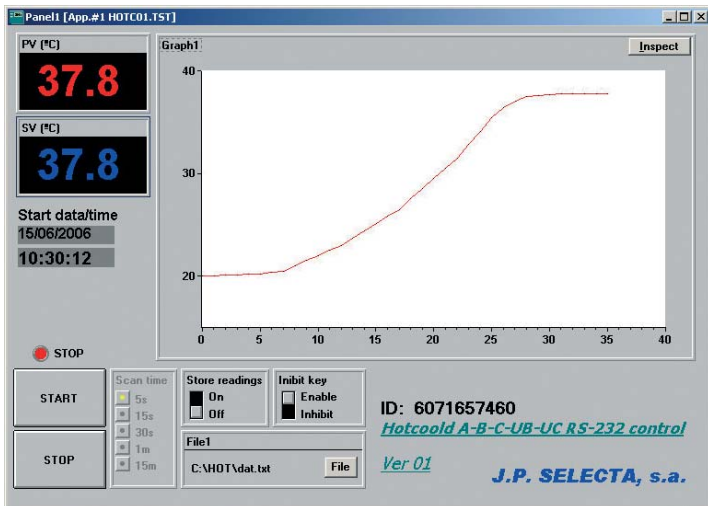 Panel1 [App.#1 HOTC01.TST]
PV (ºC)
37.8
SV (ºC)
37.8
Start data/time
15/06/2006
10:30:12
STOP
Graph1
Inspect
40
30
20
0 5 10 15 20 25 30 35 40
START
STOP
Scan time
5s
15s
30s
1m
15m
Store readings
On
Off
Inibit key
Enable
Inhibit
File1
C:\HOT\dat.txt
File
ID: 6071657460
Hotcoold A-B-C-UB-UC RS-232 control
Ver 01
J.P. SELECTA, s.a.